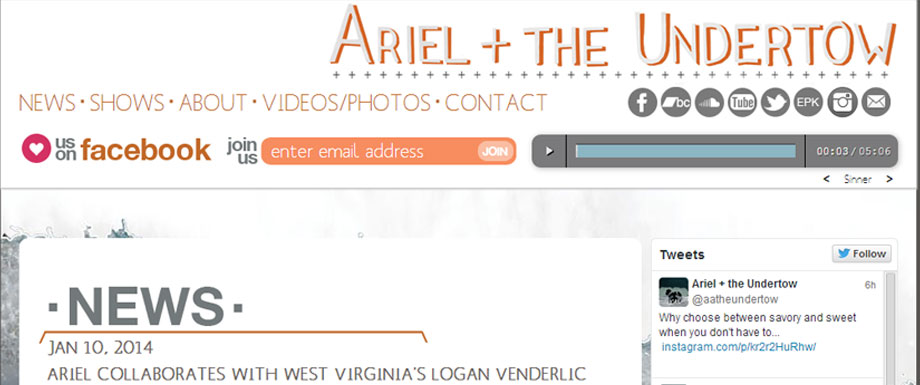 ARIEL + THE UNDERTOW
NEWS · SHOWS · ABOUT · VIDEOS/PHOTOS · CONTACT
bc
You Tube
EPK
us on facebook
join us
enter email address
JOIN
00:03/05:06
< Sinner >
· NEWS ·
JAN 10, 2014
ARIEL COLLABORATES WITH WEST VIRGINIA'S LOGAN VENDERLIC
Tweets
Follow
Ariel + the Undertow 6h
@aatheundertow
Why choose between savory and sweet
when you don't have to...
instagram.com/p/kr2r2HuRhw/